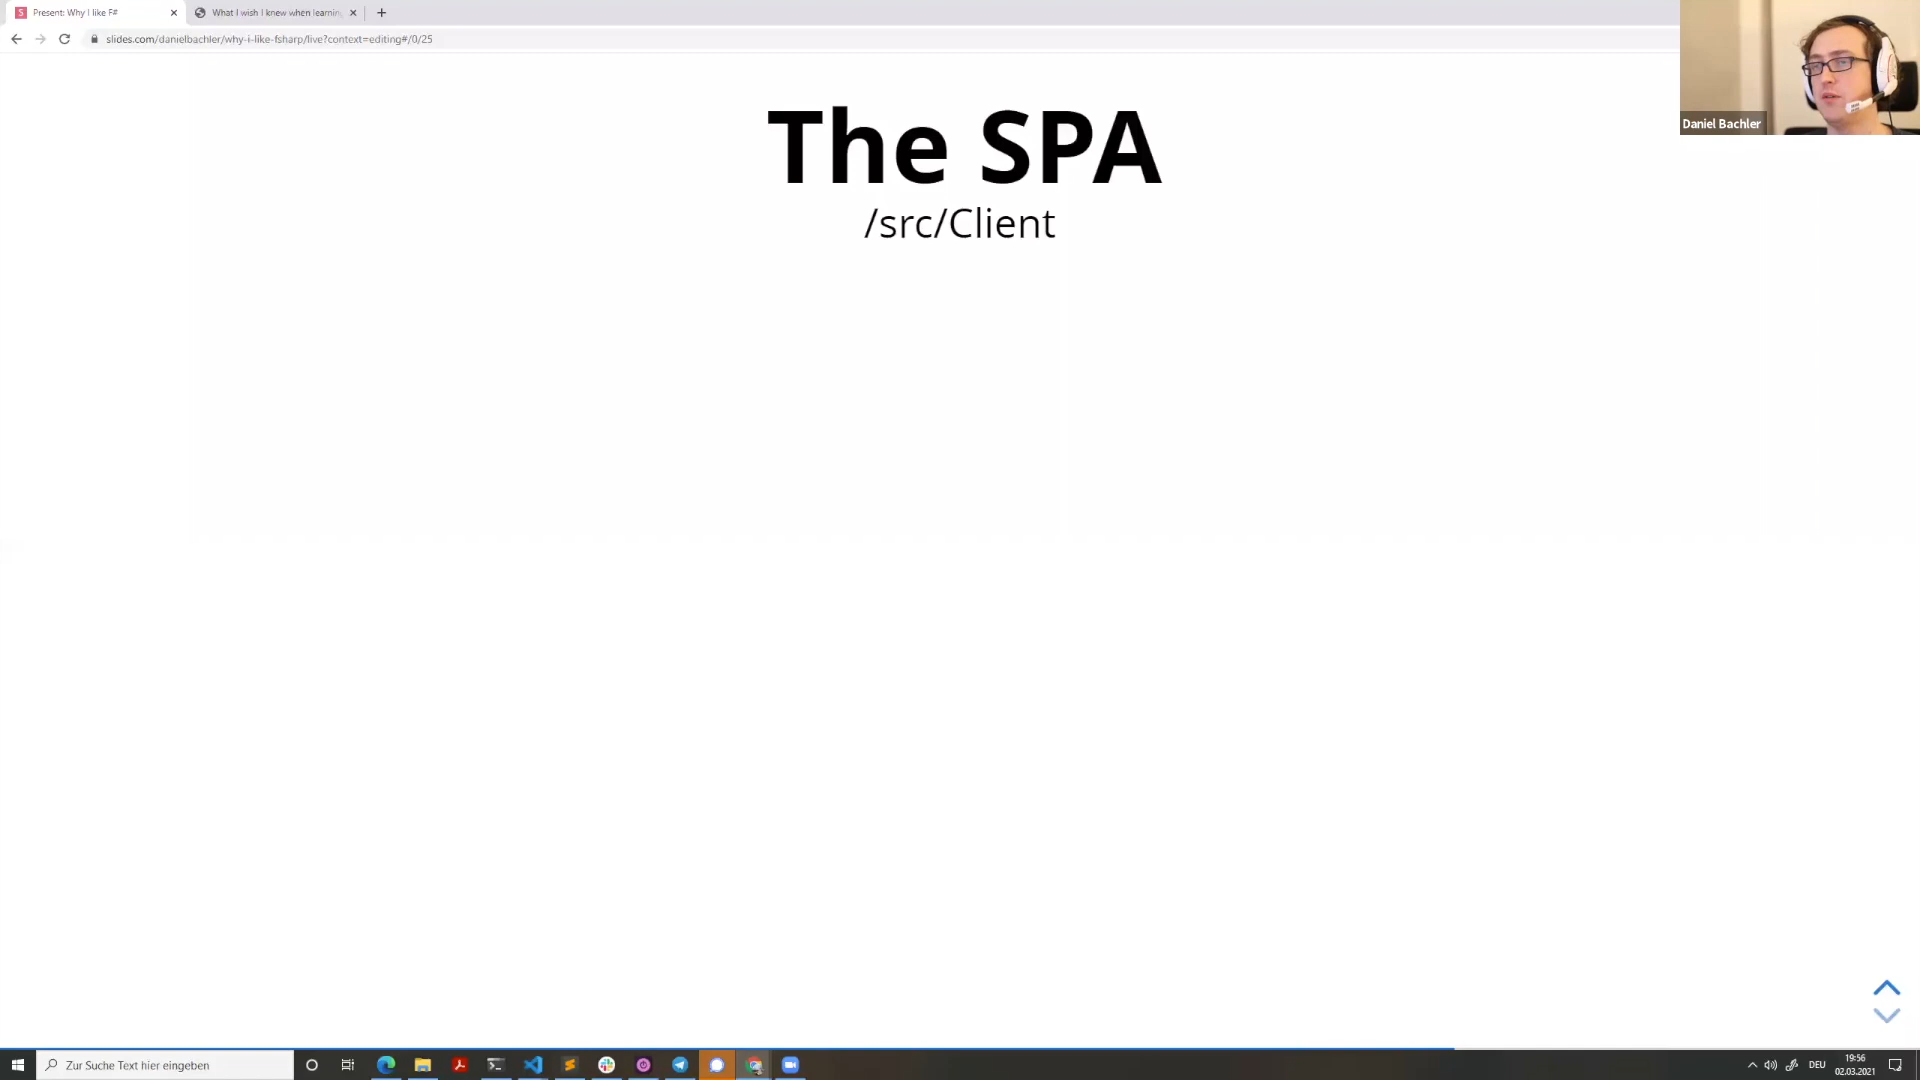 Present: Why I like F#
What I wish I knew when learnin
slides.com/danielbachler/why-i-like-fsharp/live?context=editing#/0/25
Daniel Bachler
The SPA
/src/Client
Zur Suche Text hier eingeben
DEU
19:56
02.03.2021